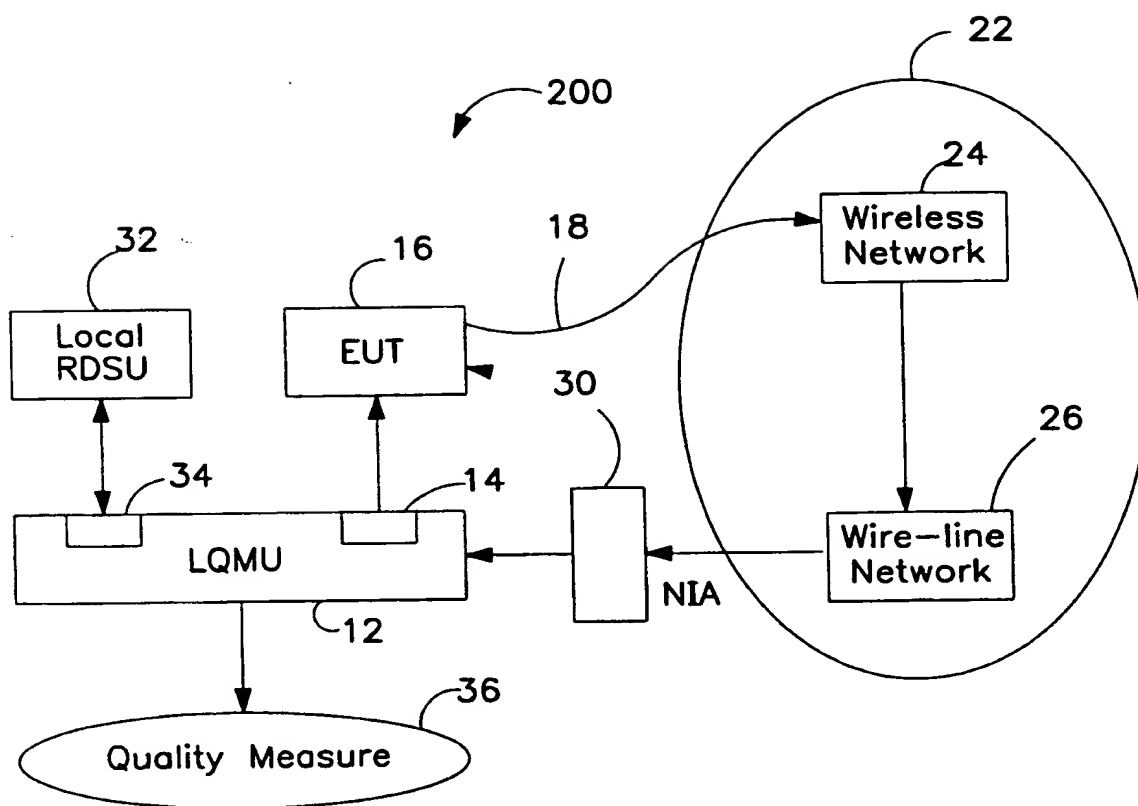 22
200
24
Wireless
Network
18
32
16
Local
RDSU
EUT
30
26
34
14
LQMU
Wire-line
Network
NIA
12
36
Quality Measure